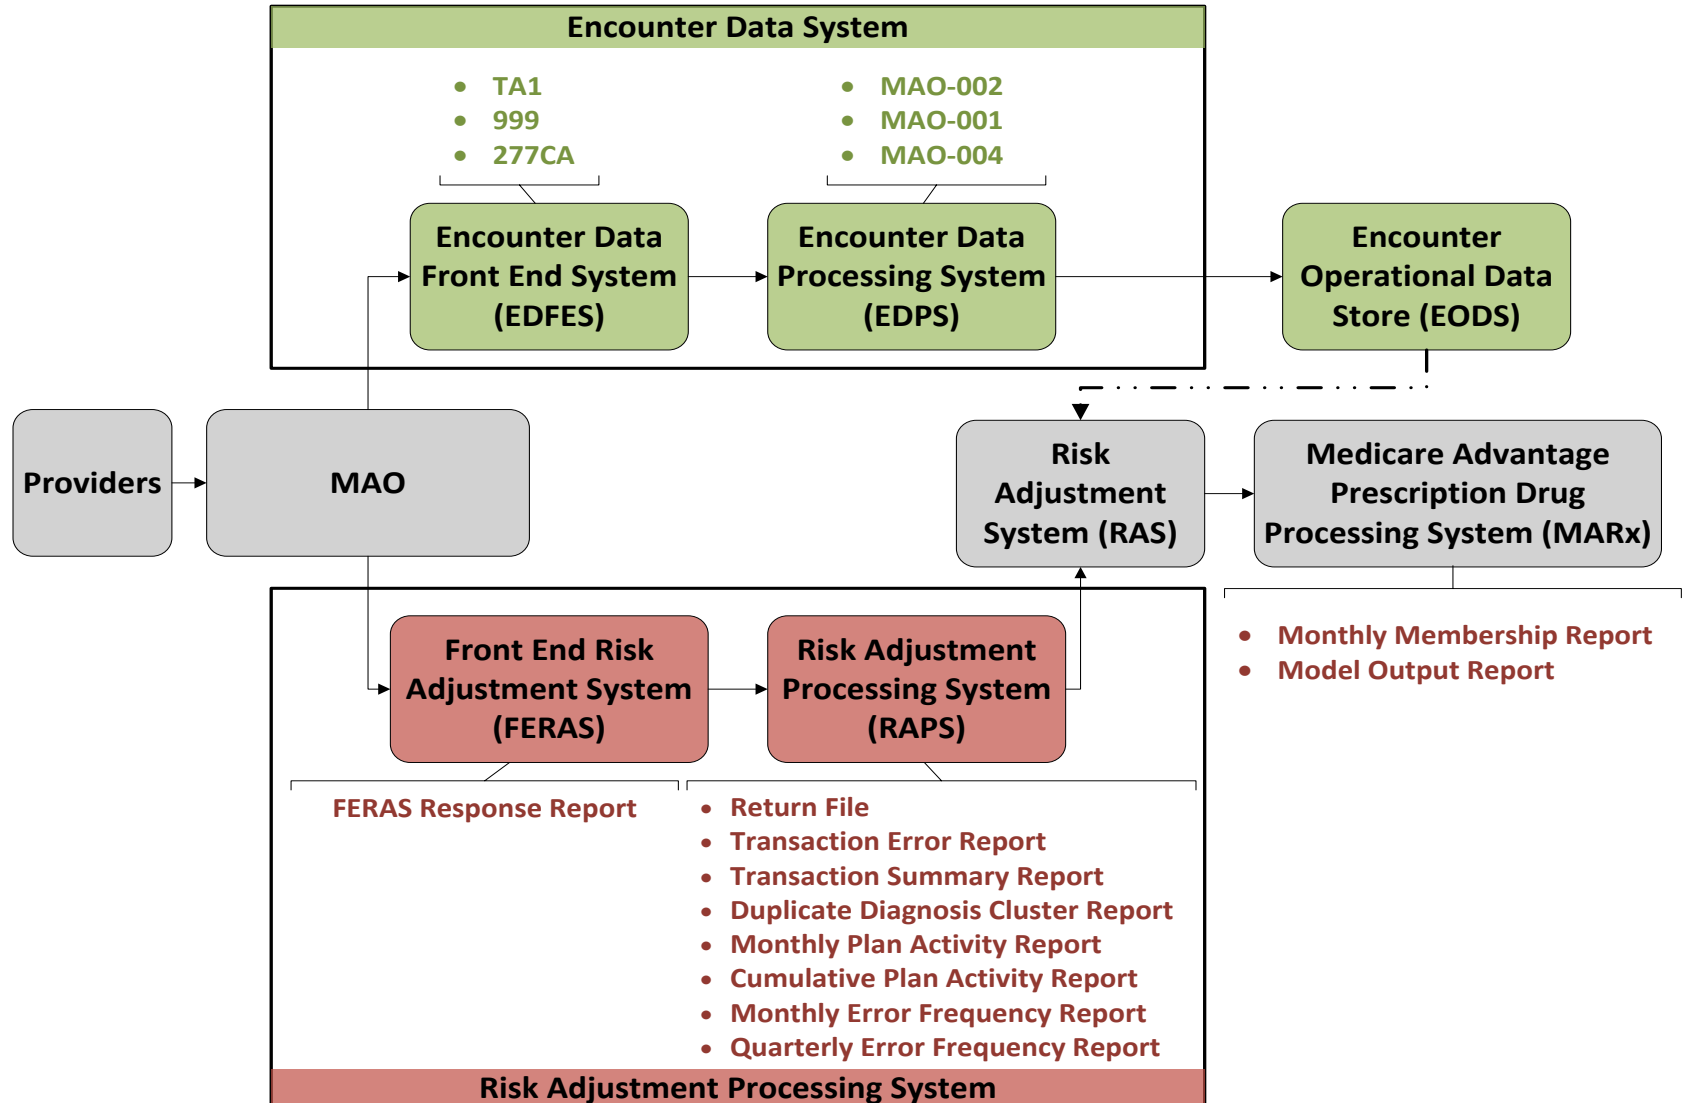 Encounter Data System
• TA1
• 999
• 277CA
• MAO-002
• MAO-001
• MAO-004
Encounter Data
Front End System
(EDFES)
Encounter Data
Processing System
(EDPS)
Encounter
Operational Data
Store (EODS)
Providers
MAO
Risk
Adjustment
System (RAS)
Medicare Advantage
Prescription Drug
Processing System (MARx)
• Monthly Membership Report
• Model Output Report
Front End Risk
Adjustment System
(FERAS)
Risk Adjustment
Processing System
(RAPS)
FERAS Response Report
• Return File
• Transaction Error Report
• Transaction Summary Report
• Duplicate Diagnosis Cluster Report
• Monthly Plan Activity Report
• Cumulative Plan Activity Report
• Monthly Error Frequency Report
• Quarterly Error Frequency Report
Risk Adjustment Processing System